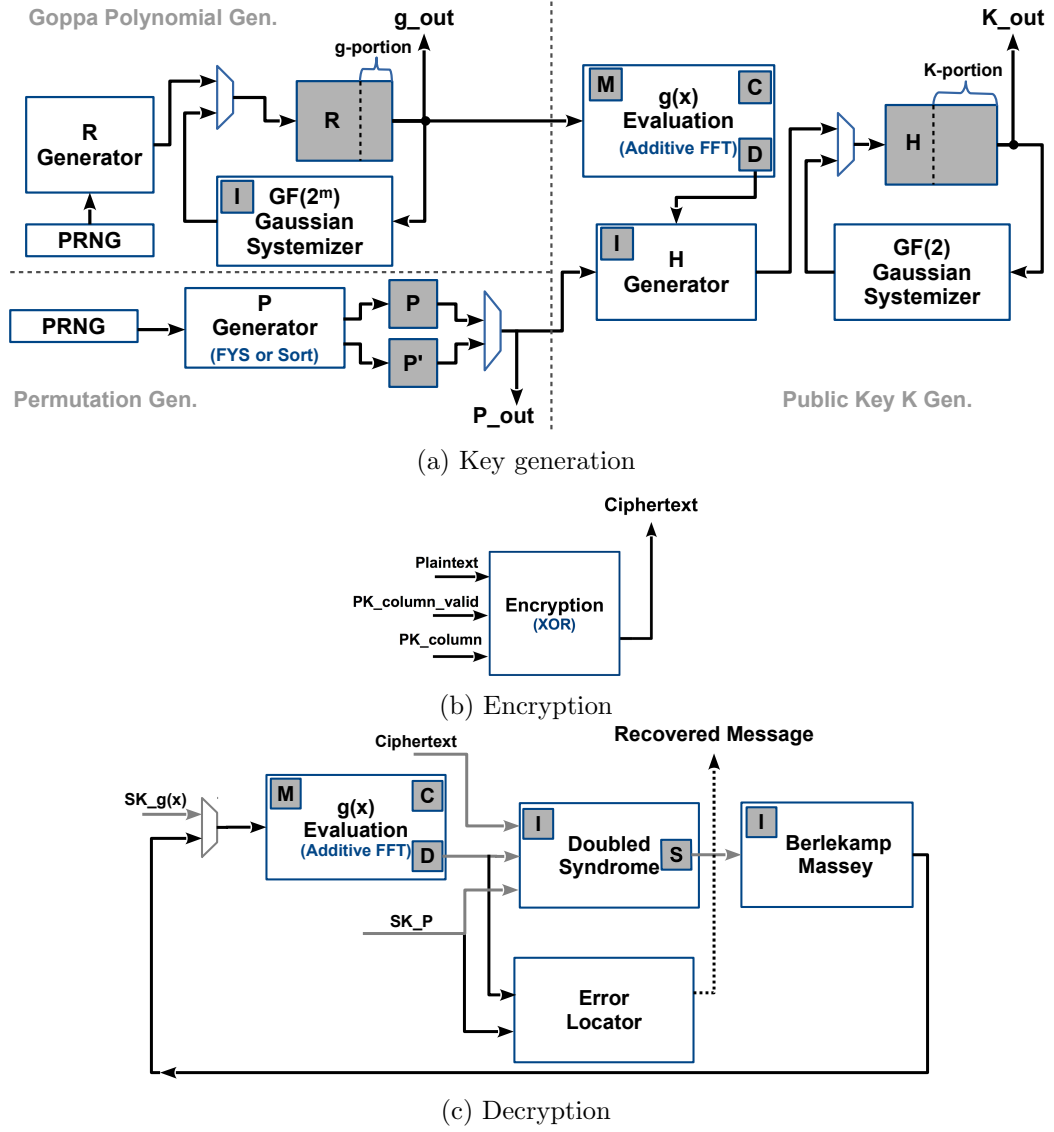 Goppa Polynomial Gen.
g_out
K_out
g-portion
K-portion
R
Generator
R
M
C
g(x)
Evaluation
(Additive FFT)
D
H
PRNG
I
GF(2ᵐ)
Gaussian
Systemizer
I
H
Generator
GF(2)
Gaussian
Systemizer
PRNG
P
Generator
(FYS or Sort)
P
P'
Permutation Gen.
P_out
Public Key K Gen.
(a) Key generation
Ciphertext
Plaintext
PK_column_valid
PK_column
Encryption
(XOR)
(b) Encryption
Ciphertext
Recovered Message
SK_g(x)
M
C
g(x)
Evaluation
(Additive FFT)
D
I
Doubled
Syndrome
S
I
Berlekamp
Massey
SK_P
Error
Locator
(c) Decryption